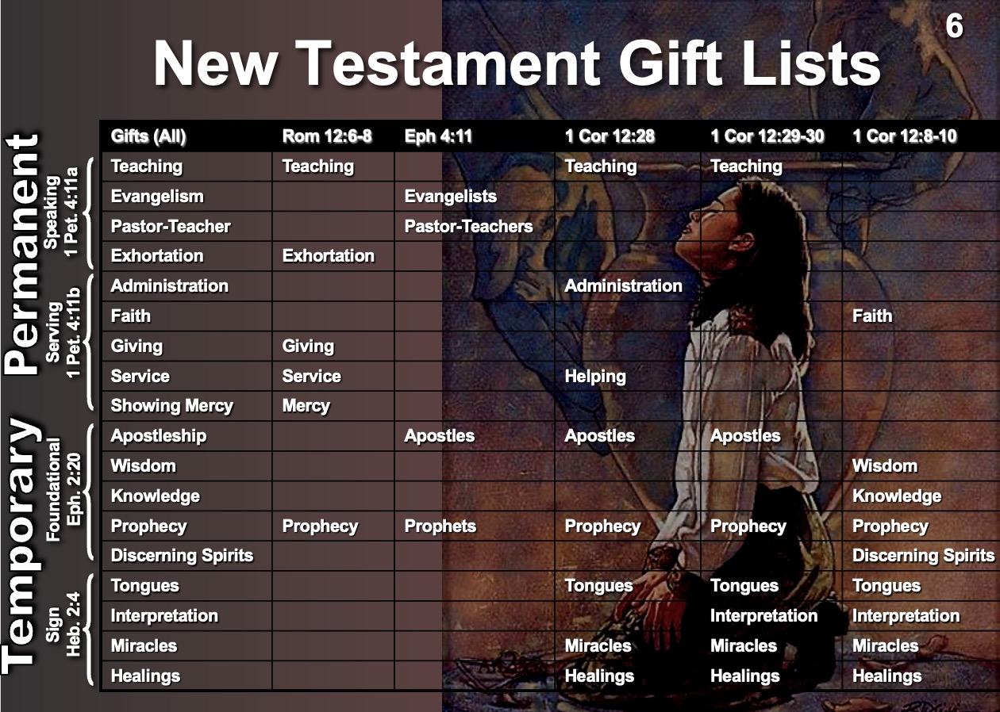 6
New Testament Gift Lists
Permanent
Speaking
1 Pet. 4:11a
Serving
1 Pet. 4:11b
Temporary
Foundational
Eph. 2:20
Sign
Heb. 2:4
Gifts (All) Rom 12:6-8 Eph 4:11 1 Cor 12:28 1 Cor 12:29-30 1 Cor 12:8-10
Teaching Teaching Teaching Teaching
Evangelism Evangelists
Pastor-Teacher Pastor-Teachers
Exhortation Exhortation
Administration Administration
Faith Faith
Giving Giving
Service Service Helping
Showing Mercy Mercy
Apostleship Apostles Apostles Apostles
Wisdom Wisdom
Knowledge Knowledge
Prophecy Prophecy Prophets Prophecy Prophecy Prophecy
Discerning Spirits Discerning Spirits
Tongues Tongues Tongues Tongues
Interpretation Interpretation Interpretation
Miracles Miracles Miracles Miracles
Healings Healings Healings Healings